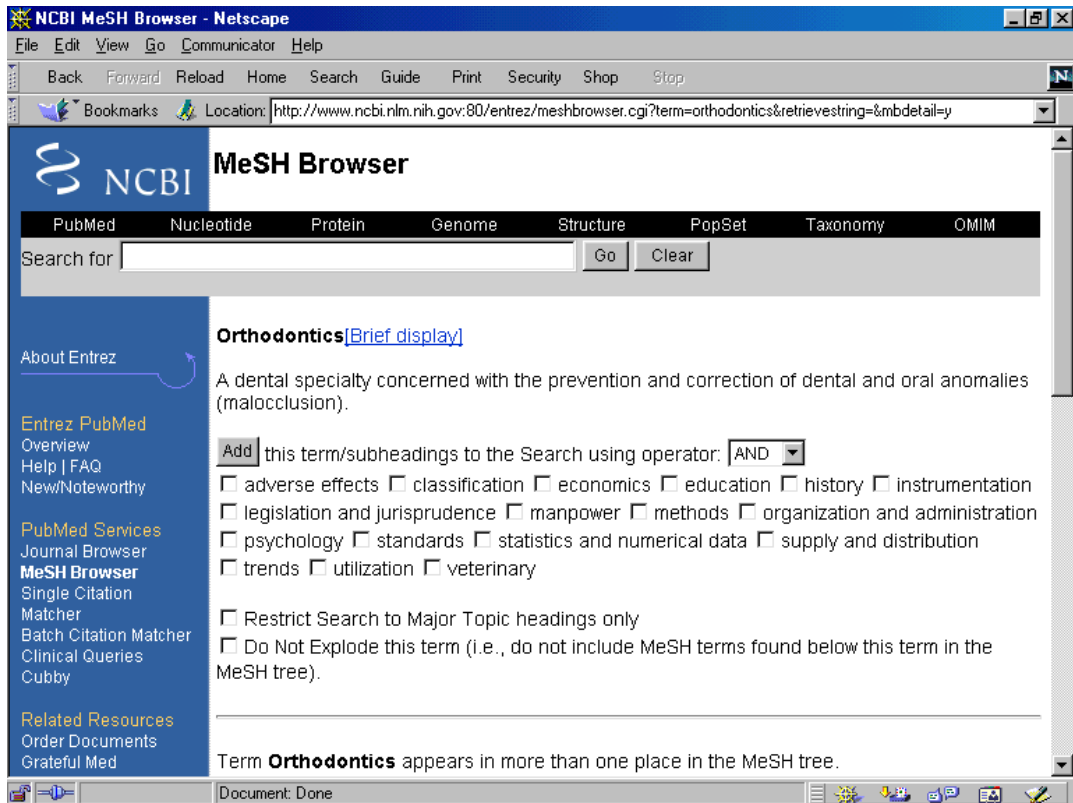 NCBI MeSH Browser - Netscape
File Edit View Go Communicator Help
Back Forward Reload Home Search Guide Print Security Shop Stop
N
Bookmarks Location: http://www.ncbi.nlm.nih.gov:80/entrez/meshbrowser.cgi?term=orthodontics&retrievestring=&mbdetail=y
NCBI
MeSH Browser
PubMed Nucleotide Protein Genome Structure PopSet Taxonomy OMIM
Search for Go Clear
About Entrez
Entrez PubMed
Overview
Help | FAQ
New/Noteworthy
PubMed Services
Journal Browser
MeSH Browser
Single Citation
Matcher
Batch Citation Matcher
Clinical Queries
Cubby
Related Resources
Order Documents
Grateful Med
Orthodontics[Brief display]
A dental specialty concerned with the prevention and correction of dental and oral anomalies
(malocclusion).
Add this term/subheadings to the Search using operator: AND
adverse effects classification economics education history instrumentation
legislation and jurisprudence manpower methods organization and administration
psychology standards statistics and numerical data supply and distribution
trends utilization veterinary
Restrict Search to Major Topic headings only
Do Not Explode this term (i.e., do not include MeSH terms found below this term in the
MeSH tree).
Term Orthodontics appears in more than one place in the MeSH tree.
Document: Done